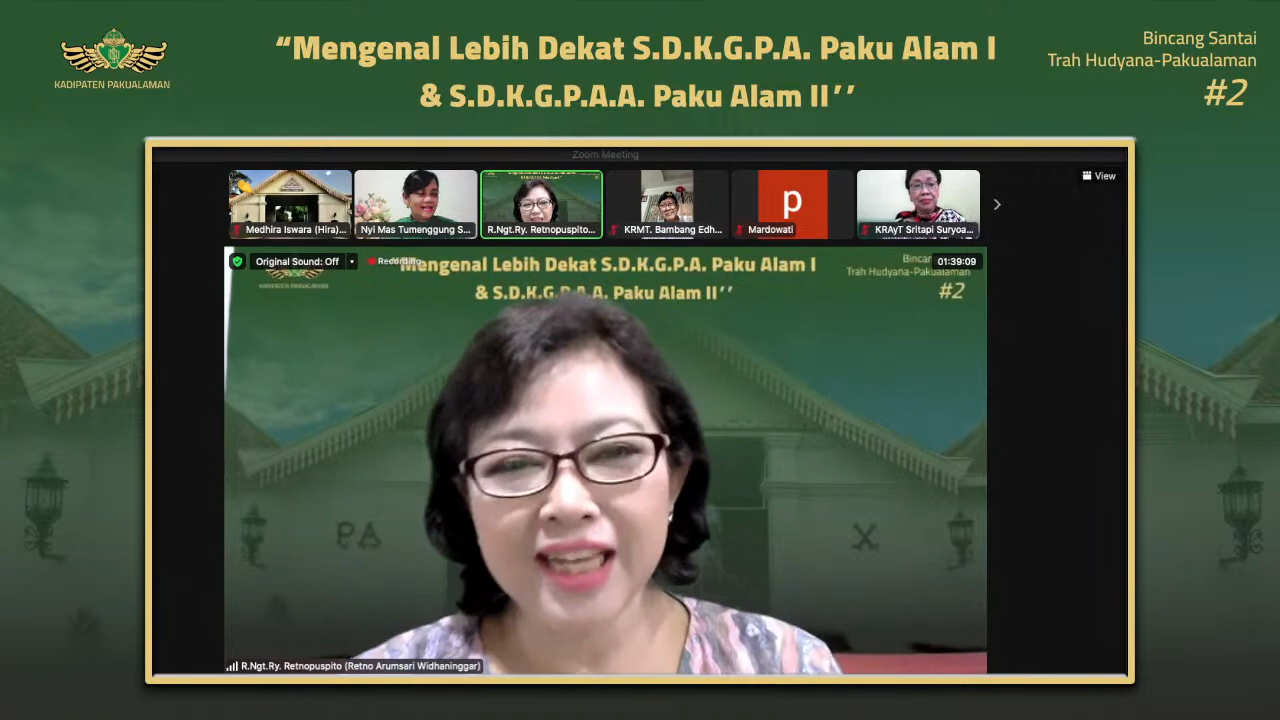 KADIPATEN PAKUALAMAN
“Mengenal Lebih Dekat S.D.K.G.P.A. Paku Alam I
& S.D.K.G.P.A.A. Paku Alam II’’
Bincang Santai
Trah Hudyana-Pakualaman
#2
Zoom Meeting
View
Medhira Iswara (Hira)...
Nyi Mas Tumenggung S...
R.Ngt.Ry. Retnopuspito...
KRMT. Bambang Edh...
p
Mardowati
KRAyT Sritapi Suryoa...
Original Sound: Off
Recording
01:39:09
Mengenal Lebih Dekat S.D.K.G.P.A. Paku Alam I
& S.D.K.G.P.A.A. Paku Alam II’’
Trah Hudyana-Pakualaman
#2
KADIPATEN PAKUALAMAN
PA X
R.Ngt.Ry. Retnopuspito (Retno Arumsari Widhaninggar)